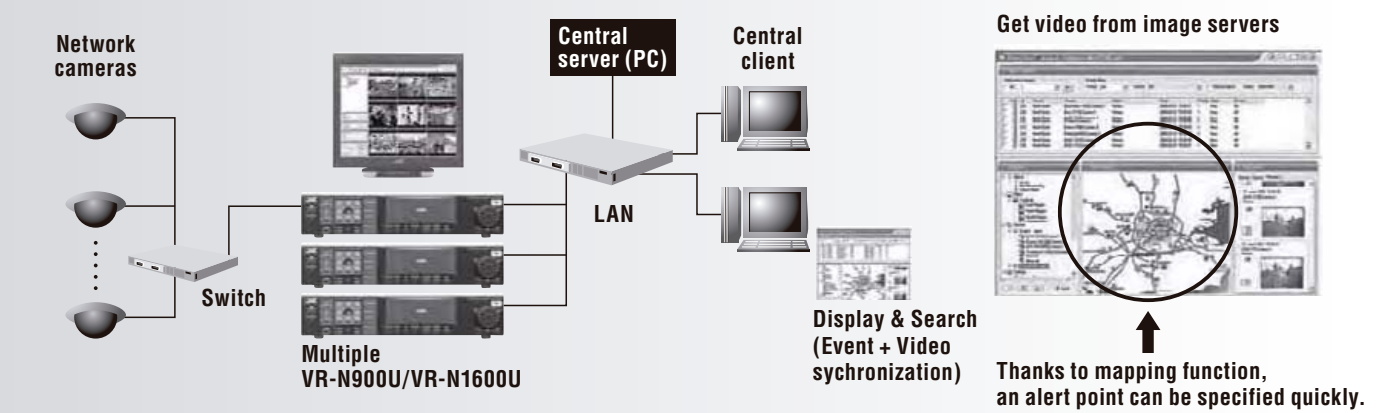 Network
cameras
Switch
Multiple
VR-N900U/VR-N1600U
Central
server (PC)
LAN
Central
client
Display & Search
(Event + Video
sychronization)
Get video from image servers
Thanks to mapping function,
an alert point can be specified quickly.